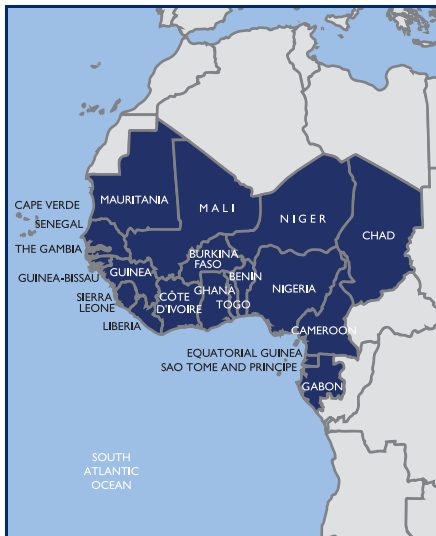 MAURITANIA
MALI
NIGER
CHAD
CAPE VERDE
SENEGAL
THE GAMBIA
GUINEA-BISSAU
GUINEA
SIERRA
LEONE
LIBERIA
CÔTE
D'IVOIRE
BURKINA
FASO
GHANA
TOGO
BENIN
NIGERIA
CAMEROON
EQUATORIAL GUINEA
SAO TOME AND PRINCIPE
GABON
SOUTH
ATLANTIC
OCEAN